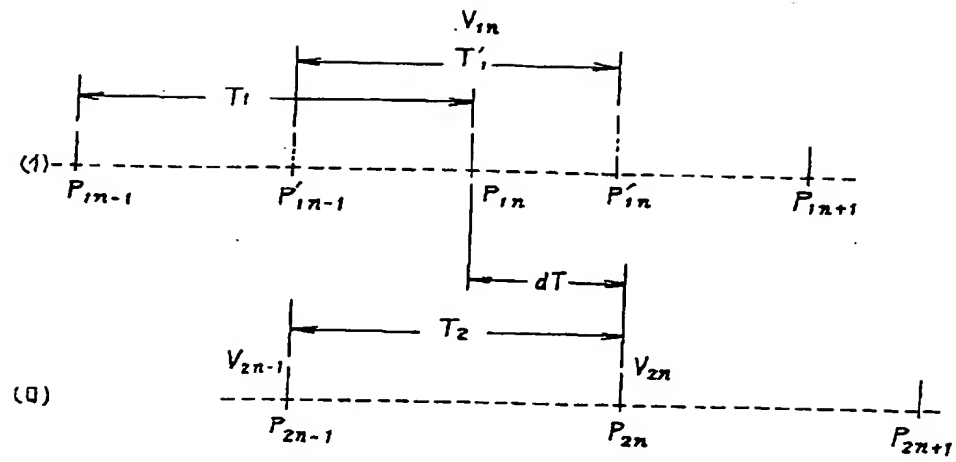 V1n
T'1
T1
(1)
P1n-1 P'1n-1 P1n P'1n P1n+1
dT
T2
V2n-1 V2n
(0)
P2n-1 P2n P2n+1